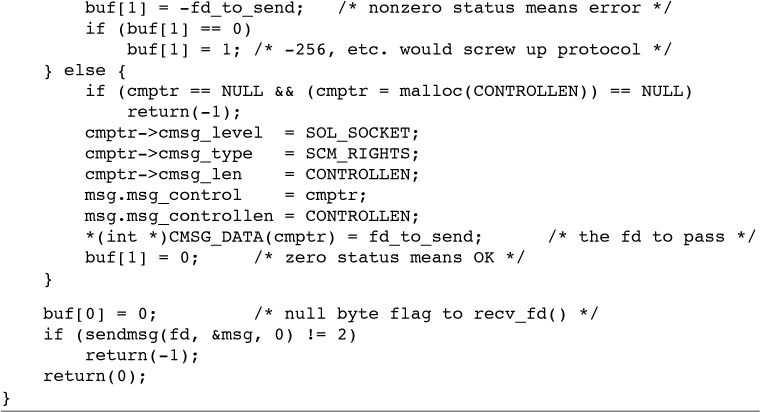 buf[1] = -fd_to_send;   /* nonzero status means error */
        if (buf[1] == 0)
            buf[1] = 1; /* -256, etc. would screw up protocol */
    } else {
        if (cmptr == NULL && (cmptr = malloc(CONTROLLEN)) == NULL)
            return(-1);
        cmptr->cmsg_level  = SOL_SOCKET;
        cmptr->cmsg_type   = SCM_RIGHTS;
        cmptr->cmsg_len    = CONTROLLEN;
        msg.msg_control    = cmptr;
        msg.msg_controllen = CONTROLLEN;
        *(int *)CMSG_DATA(cmptr) = fd_to_send;      /* the fd to pass */
        buf[1] = 0;     /* zero status means OK */
    }
    buf[0] = 0;         /* null byte flag to recv_fd() */
    if (sendmsg(fd, &msg, 0) != 2)
        return(-1);
    return(0);
}